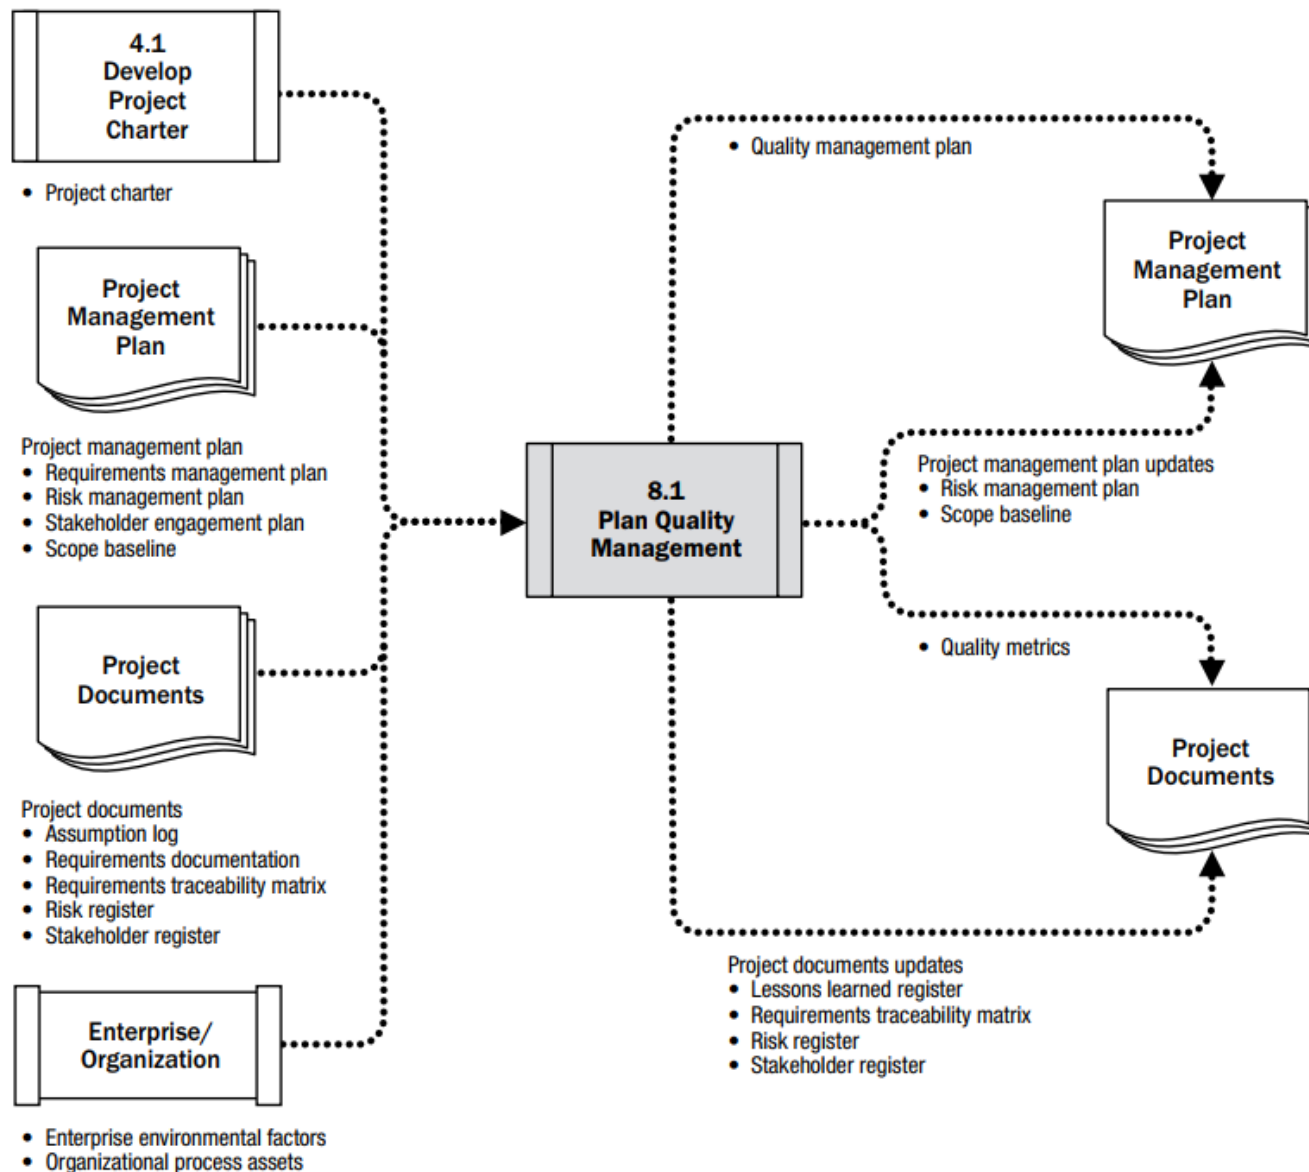 4.1
Develop
Project
Charter
• Project charter
Project
Management
Plan
Project management plan
• Requirements management plan
• Risk management plan
• Stakeholder engagement plan
• Scope baseline
Project
Documents
Project documents
• Assumption log
• Requirements documentation
• Requirements traceability matrix
• Risk register
• Stakeholder register
Enterprise/
Organization
• Enterprise environmental factors
• Organizational process assets
8.1
Plan Quality
Management
• Quality management plan
Project
Management
Plan
Project management plan updates
• Risk management plan
• Scope baseline
• Quality metrics
Project
Documents
Project documents updates
• Lessons learned register
• Requirements traceability matrix
• Risk register
• Stakeholder register